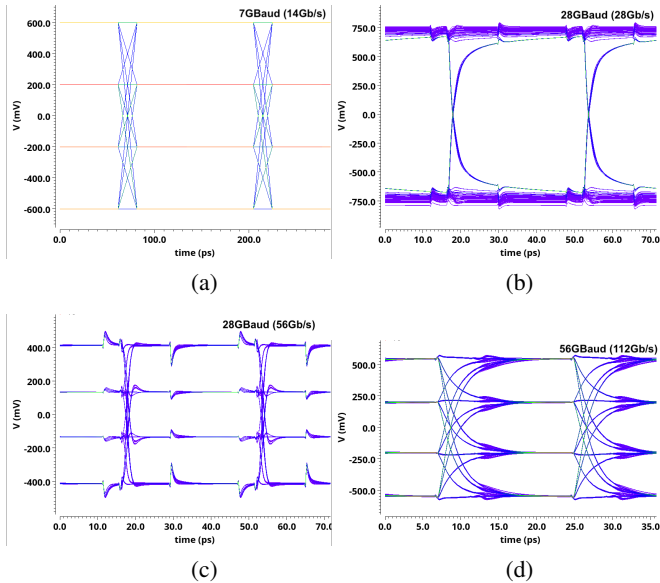 7GBaud (14Gb/s)
600.0
400.0
200.0
0.0
-200.0
-400.0
-600.0
V (mV)
0.0 100.0 200.0
time (ps)
(a)
28GBaud (28Gb/s)
750.0
500.0
250.0
0.0
-250.0
-500.0
-750.0
V (mV)
0.0 10.0 20.0 30.0 40.0 50.0 60.0 70.0
time (ps)
(b)
28GBaud (56Gb/s)
400.0
200.0
0.0
-200.0
-400.0
V (mV)
0.0 10.0 20.0 30.0 40.0 50.0 60.0 70.
time (ps)
(c)
56GBaud (112Gb/s)
500.0
250.0
0.0
-250.0
-500.0
V (mV)
0.0 5.0 10.0 15.0 20.0 25.0 30.0 35.0
time (ps)
(d)